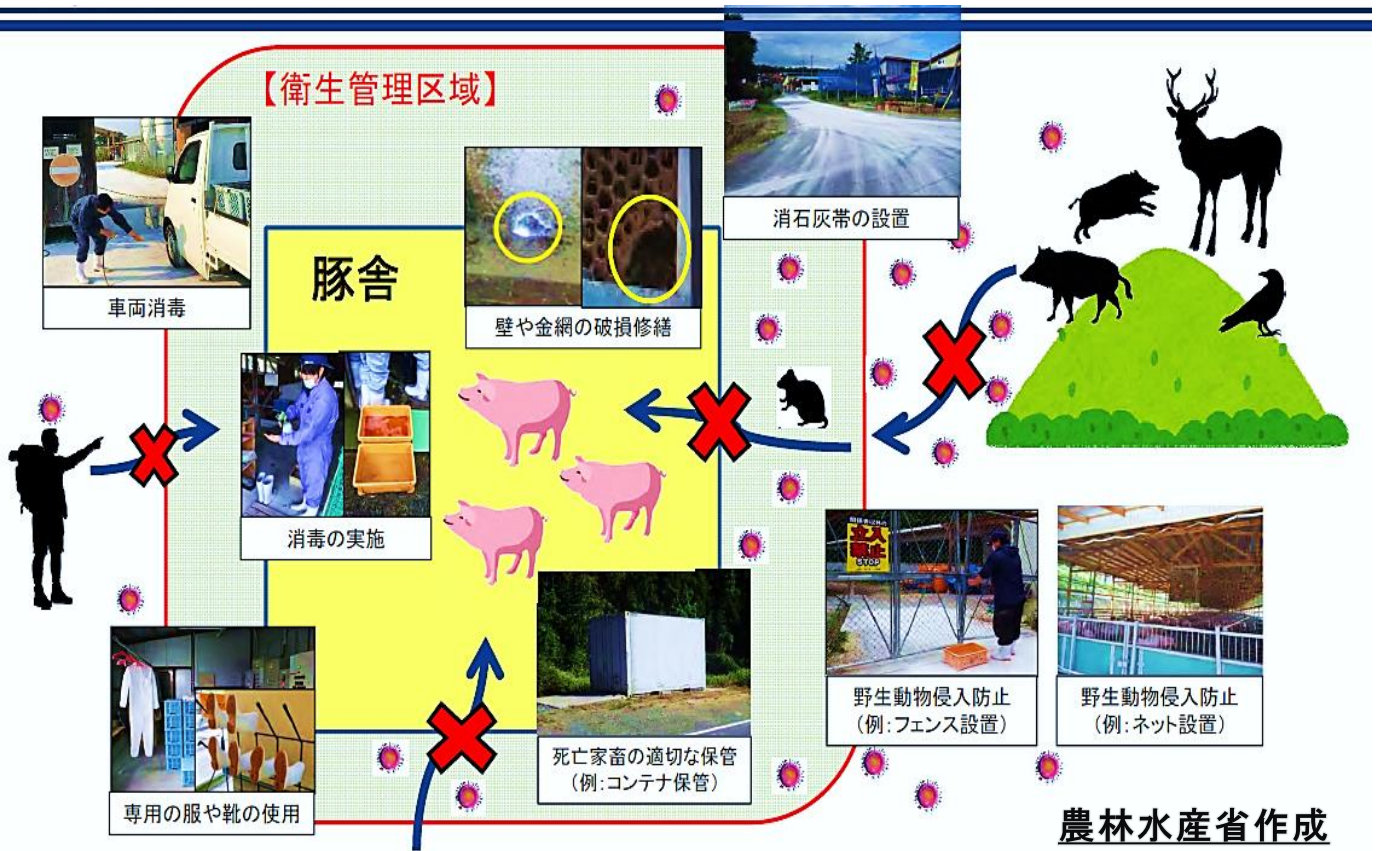 【衛生管理区域】
消石灰帯の設置
車両消毒
豚舎
壁や金網の破損修繕
消毒の実施
立入
禁止
STOP
専用の服や靴の使用
死亡家畜の適切な保管
（例：コンテナ保管）
野生動物侵入防止
（例：フェンス設置）
野生動物侵入防止
（例：ネット設置）
農林水産省作成